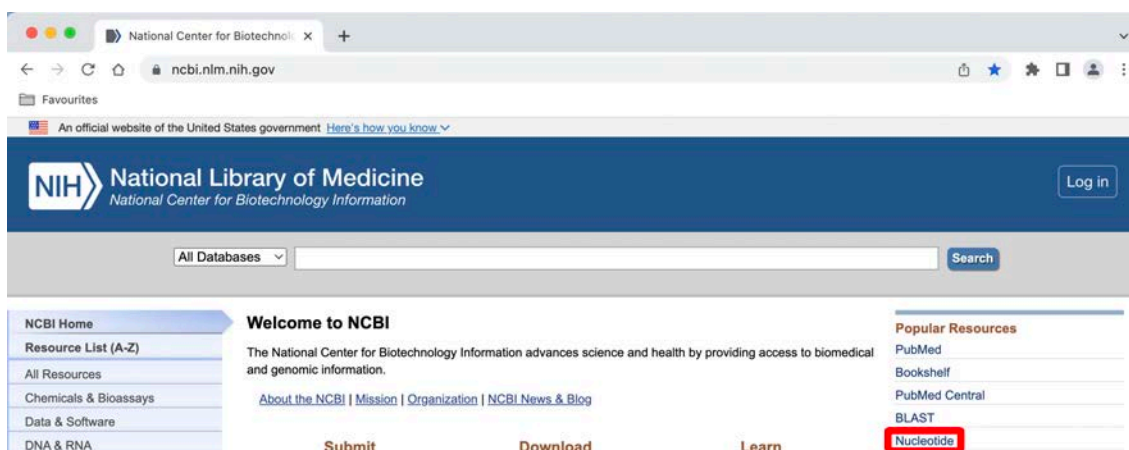 National Center for Biotechnolo
ncbi.nlm.nih.gov
Favourites
An official website of the United States government Here's how you know
NIH National Library of Medicine
National Center for Biotechnology Information
Log in
All Databases
Search
NCBI Home
Resource List (A-Z)
All Resources
Chemicals & Bioassays
Data & Software
DNA & RNA
Welcome to NCBI
The National Center for Biotechnology Information advances science and health by providing access to biomedical
and genomic information.
About the NCBI | Mission | Organization | NCBI News & Blog
Submit Download Learn
Popular Resources
PubMed
Bookshelf
PubMed Central
BLAST
Nucleotide